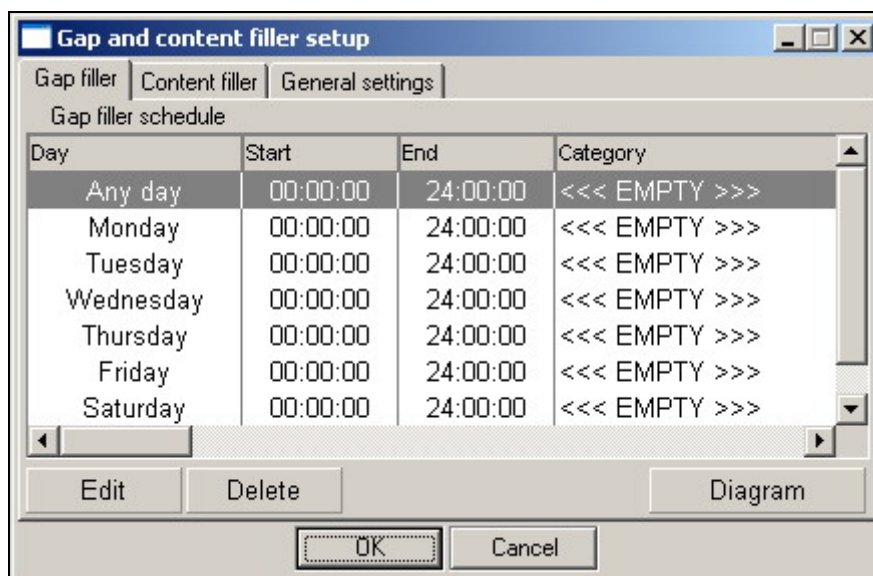 Gap and content filler setup
Gap filler Content filler General settings
Gap filler schedule
Day Start End Category
Any day 00:00:00 24:00:00 <<< EMPTY >>>
Monday 00:00:00 24:00:00 <<< EMPTY >>>
Tuesday 00:00:00 24:00:00 <<< EMPTY >>>
Wednesday 00:00:00 24:00:00 <<< EMPTY >>>
Thursday 00:00:00 24:00:00 <<< EMPTY >>>
Friday 00:00:00 24:00:00 <<< EMPTY >>>
Saturday 00:00:00 24:00:00 <<< EMPTY >>>
Edit Delete Diagram
OK Cancel